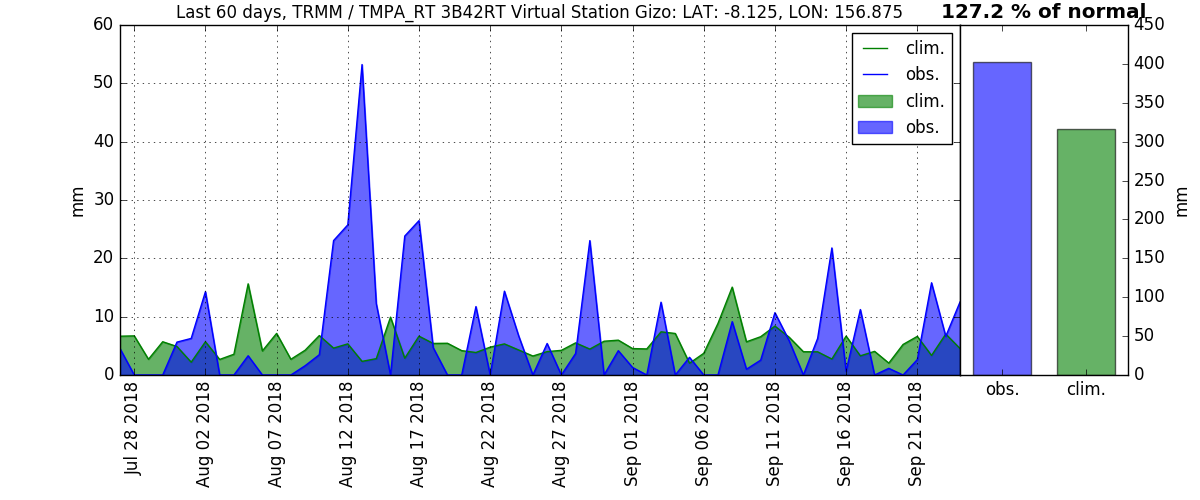 Last 60 days, TRMM / TMPA_RT 3B42RT Virtual Station Gizo: LAT: -8.125, LON: 156.875
127.2 % of normal
60
50
40
30
20
10
0
mm
clim.
obs.
clim.
obs.
Jul 28 2018
Aug 02 2018
Aug 07 2018
Aug 12 2018
Aug 17 2018
Aug 22 2018
Aug 27 2018
Sep 01 2018
Sep 06 2018
Sep 11 2018
Sep 16 2018
Sep 21 2018
450
400
350
300
250
200
150
100
50
0
mm
obs.
clim.